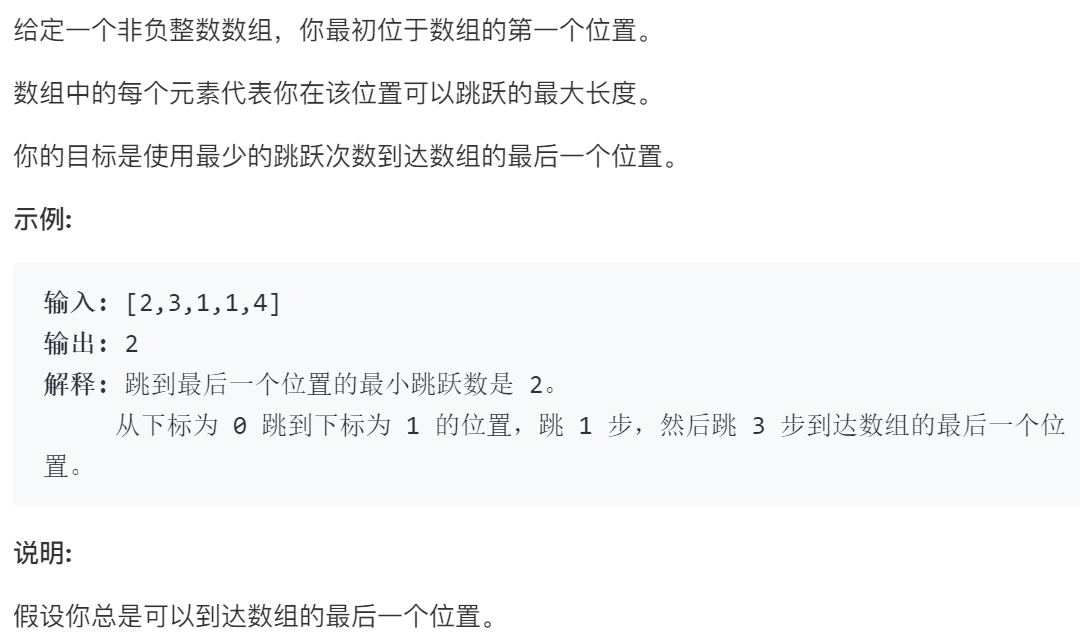 给定一个非负整数数组，你最初位于数组的第一个位置。
数组中的每个元素代表你在该位置可以跳跃的最大长度。
你的目标是使用最少的跳跃次数到达数组的最后一个位置。
示例:
输入: [2,3,1,1,4]
输出: 2
解释: 跳到最后一个位置的最小跳跃数是 2。
从下标为 0 跳到下标为 1 的位置，跳 1 步，然后跳 3 步到达数组的最后一个位
置。
说明:
假设你总是可以到达数组的最后一个位置。